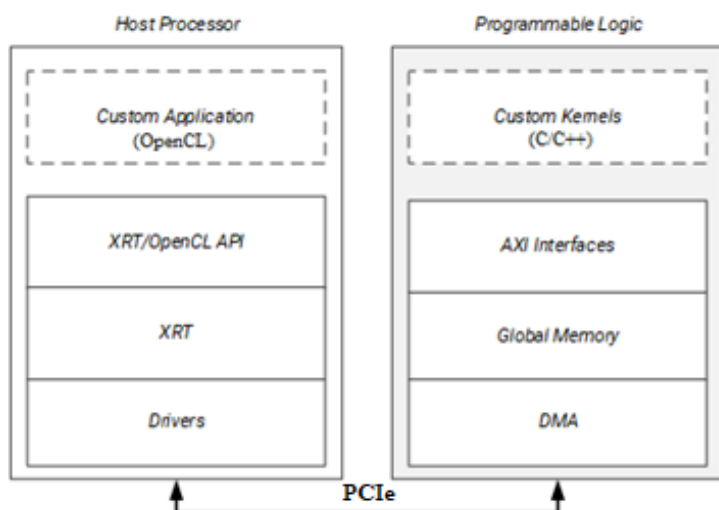 Host Processor
Custom Application
(OpenCL)
XRT/OpenCL API
XRT
Drivers
Programmable Logic
Custom Kernels
(C/C++)
AXI Interfaces
Global Memory
DMA
PCIe